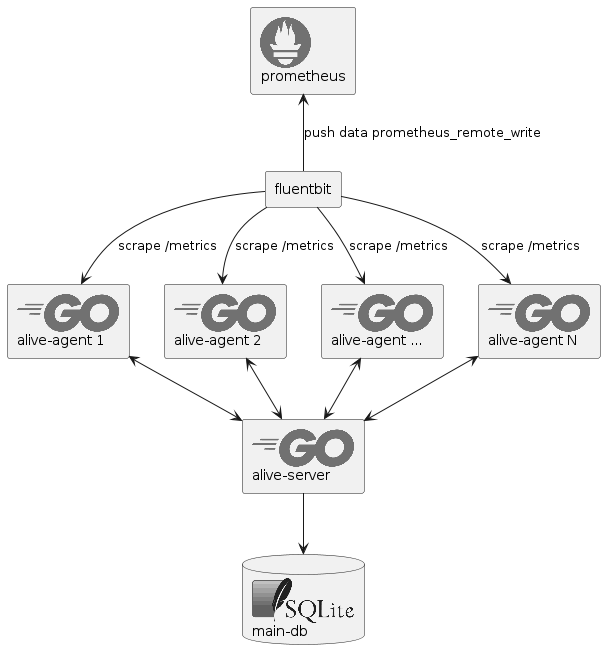 prometheus
push data prometheus_remote_write
fluentbit
scrape /metrics
scrape /metrics
scrape /metrics
scrape /metrics
GO
alive-agent 1
GO
alive-agent 2
GO
alive-agent ...
GO
alive-agent N
GO
alive-server
SQLite
main-db